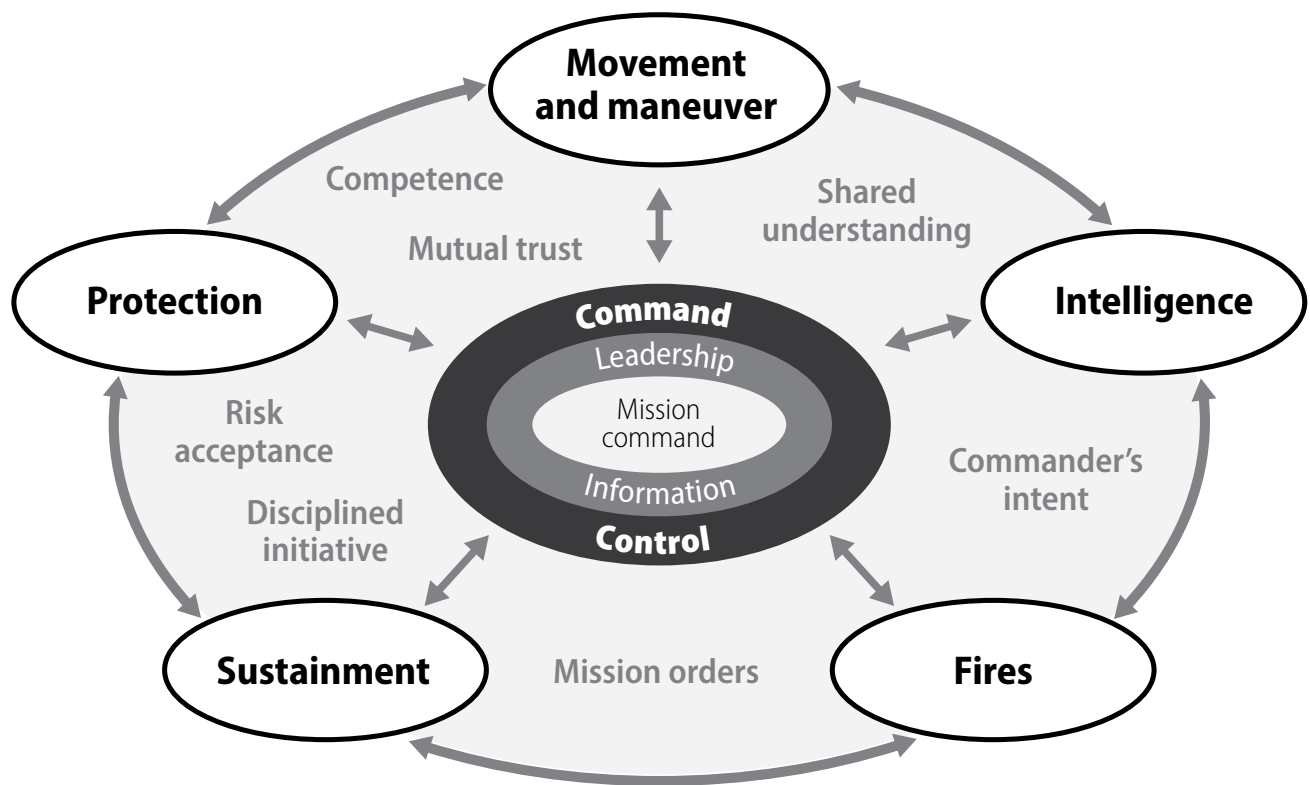 Movement
and maneuver
Competence
Shared
understanding
Mutual trust
Protection
Intelligence
Command
Leadership
Mission
command
Information
Control
Risk
acceptance
Commander's
intent
Disciplined
initiative
Sustainment
Mission orders
Fires